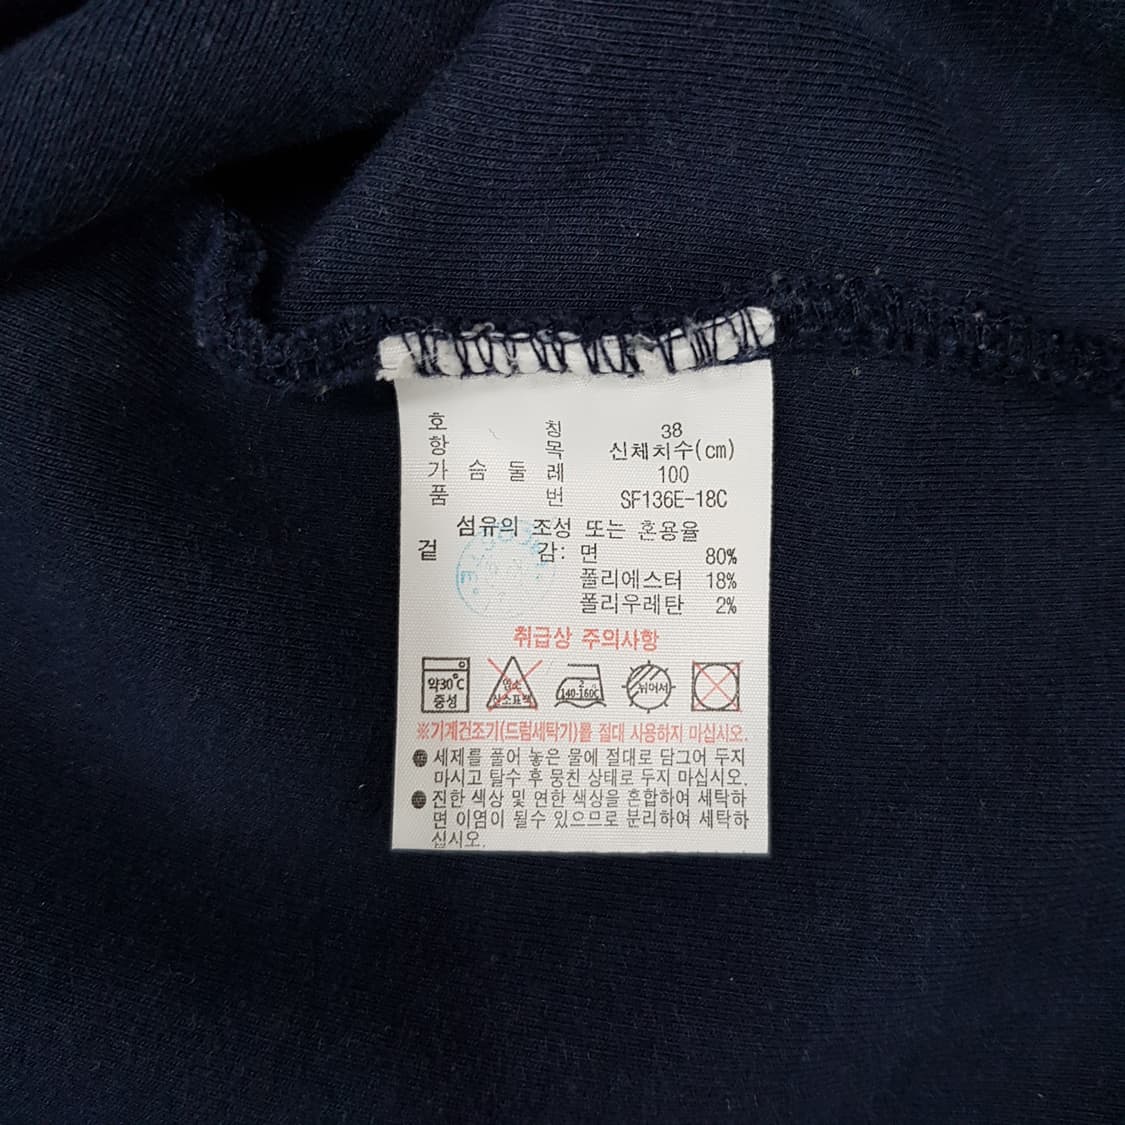 호 칭 38
항 목 신체치수(cm)
가 슴 둘 레 100
품 번 SF136E-18C
섬유의 조성 또는 혼용율
겉 감: 면 80%
폴리에스터 18%
폴리우레탄 2%
취급상 주의사항
약30℃ 중성
염소 산소표백
2 140-160℃
뉘어서
※기계건조기(드럼세탁기)를 절대 사용하지 마십시오.
● 세제를 풀어 놓은 물에 절대로 담그어 두지
마시고 탈수 후 뭉친 상태로 두지 마십시오.
● 진한 색상 및 연한 색상을 혼합하여 세탁하
면 이염이 될수 있으므로 분리하여 세탁하
십시오.